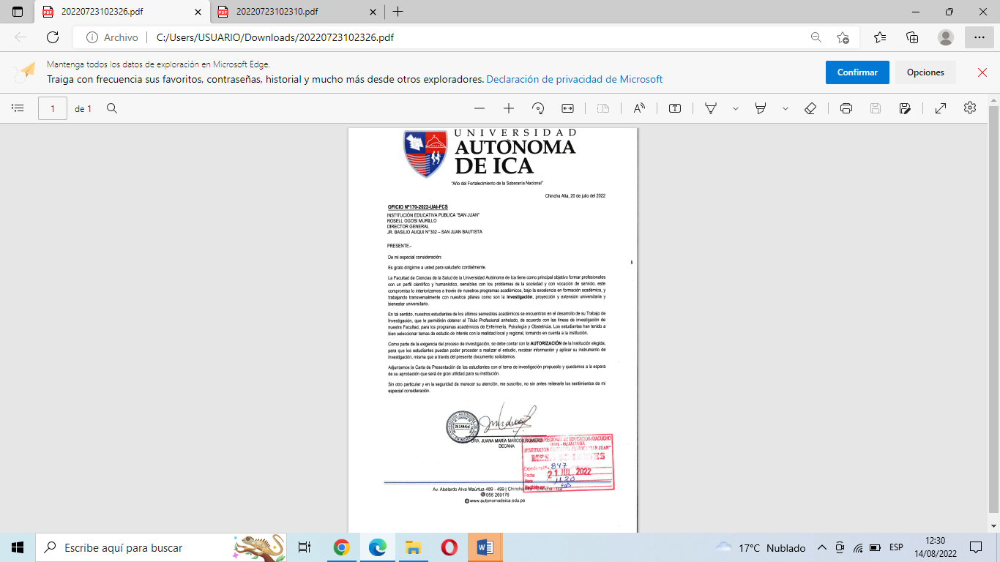 20220723102326.pdf
20220723102310.pdf
Archivo
C:/Users/USUARIO/Downloads/20220723102326.pdf
Mantenga todos los datos de exploración en Microsoft Edge.
Traiga con frecuencia sus favoritos, contraseñas, historial y mucho más desde otros exploradores. Declaración de privacidad de Microsoft
Confirmar
Opciones
1 de 1
UNIVERSIDAD
AUTÓNOMA
DE ICA
"Año del Fortalecimiento de la Soberanía Nacional"
Chincha Alta, 20 de julio del 2022
OFICIO Nº170-2022-UAI-FCS
INSTITUCIÓN EDUCATIVA PUBLICA "SAN JUAN"
ROSELL OGOSI MURILLO
DIRECTOR GENERAL
JR. BASILIO AUQUI N°302 – SAN JUAN BAUTISTA
PRESENTE.-
De mi especial consideración:
Es grato dirigirme a usted para saludarlo cordialmente.
La Facultad de Ciencias de la Salud de la Universidad Autónoma de Ica tiene como principal objetivo formar profesionales
con un perfil científico y humanístico, sensibles con los problemas de la sociedad y con vocación de servicio, este
compromiso lo interiorizamos a través de nuestros programas académicos, bajo la excelencia en formación académica, y
trabajando transversalmente con nuestros pilares como son la investigación, proyección y extensión universitaria y
bienestar universitario.
En tal sentido, nuestros estudiantes de los últimos semestres académicos se encuentran en el desarrollo de su Trabajo de
Investigación, que le permitirán obtener el Título Profesional anhelado, de acuerdo con las líneas de investigación de
nuestra Facultad, para los programas académicos de Enfermería, Psicología y Obstetricia. Los estudiantes han tenido a
bien seleccionar temas de estudio de interés con la realidad local y regional, tomando en cuenta a la institución.
Como parte de la exigencia del proceso de investigación, se debe contar con la AUTORIZACIÓN de la Institución elegida,
para que los estudiantes puedan poder proceder a realizar el estudio, recabar información y aplicar su instrumento de
investigación, misma que a través del presente documento solicitamos.
Adjuntamos la Carta de Presentación de las estudiantes con el tema de investigación propuesto y quedamos a la espera
de su aprobación que será de gran utilidad para su institución.
Sin otro particular y en la seguridad de merecer su atención, me suscribo, no sin antes reiterarle los sentimientos de mi
especial consideración.
DECANA(e)
DRA. JUANA MARÍA MARCOS ROMERO
DECANA
REGIONAL DE EDUCACION AYACUCHO
UGEL - HUAMANGA
INSTITUCION PUBLICA "SAN JUAN"
847
Fecha 21 JUL. 2022
Hora 11:20
Av. Abelardo Alva Maúrtua 489 - 499 | Chincha Alta - Chincha - Ica
056 269176
www.autonomadeica.edu.pe
Escribe aquí para buscar
17°C Nublado
ESP
12:30
14/08/2022